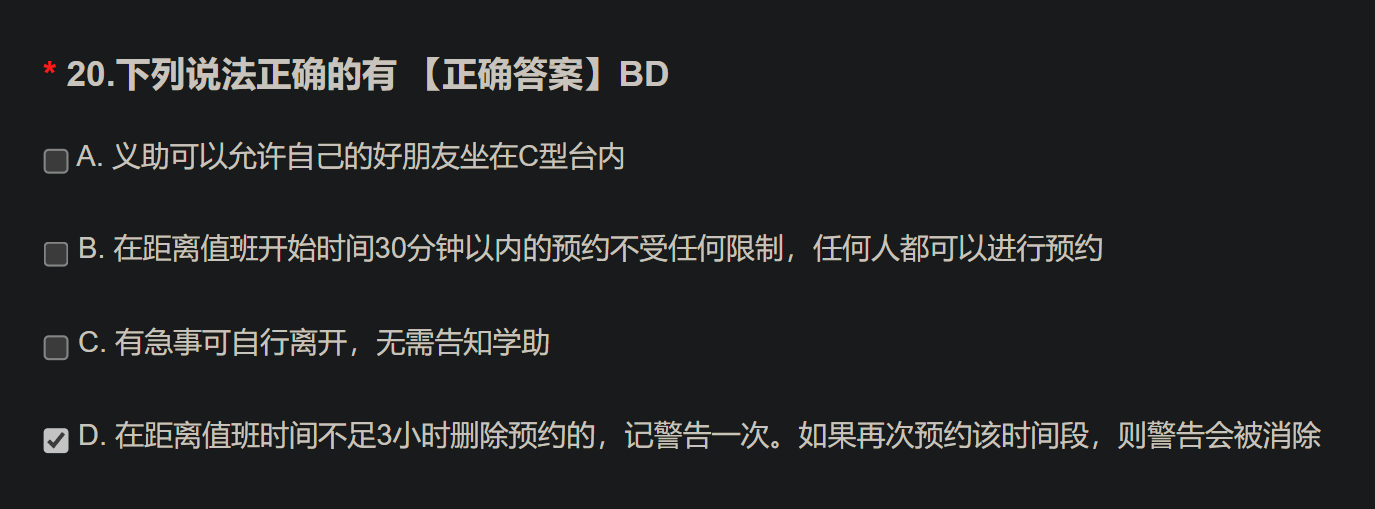 * 20.下列说法正确的有 【正确答案】BD
A. 义助可以允许自己的好朋友坐在C型台内
B. 在距离值班开始时间30分钟以内的预约不受任何限制，任何人都可以进行预约
C. 有急事可自行离开，无需告知学助
D. 在距离值班时间不足3小时删除预约的，记警告一次。如果再次预约该时间段，则警告会被消除